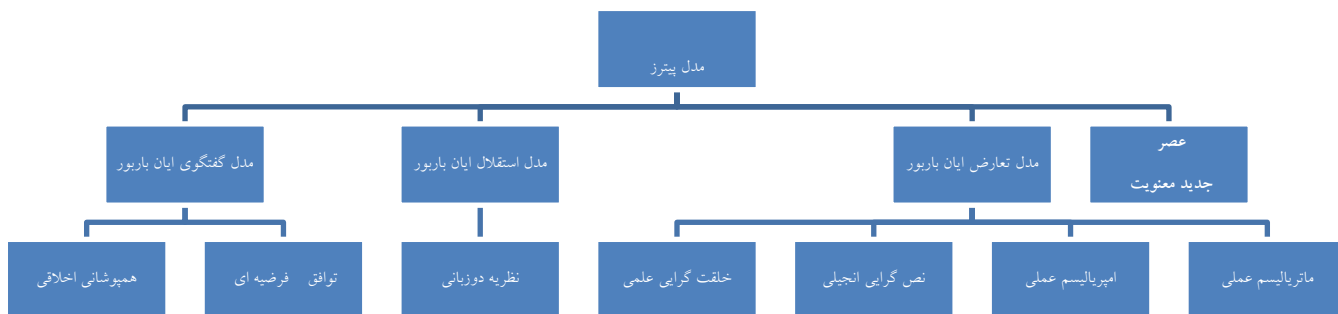 مدل پیترز
عصر
جدید معنویت
مدل تعارض ایان باربور
مدل استقلال ایان باربور
مدل گفتگوی ایان باربور
ماتریالیسم عملی
امپریالیسم عملی
نص گرایی انجیلی
خلقت گرایی علمی
نظریه دوزبانی
توافق فرضیه ای
همپوشانی اخلاقی